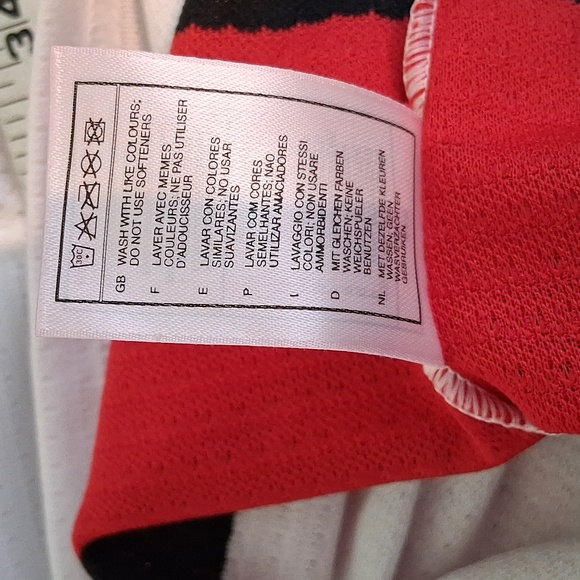 30C
GB WASH WITH LIKE COLOURS;
DO NOT USE SOFTENERS
F LAVER AVEC MEMES
COULEURS; NE PAS UTILISER
D'ADOUCISSEUR
E LAVAR CON COLORES
SIMILARES; NO USAR
SUAVIZANTES
P LAVAR COM CORES
SEMELHANTES; NAO
UTILIZAR AMACIADORES
I LAVAGGIO CON STESSI
COLORI; NON USARE
AMMORBIDENTI
D MIT GLEICHEN FARBEN
WASCHEN; KEINE
WEICHSPUELER
BENUTZEN
NL MET DEZELFDE KLEUREN
WASSEN; GEEN
WASVERZACHTER
GEBRUIKEN
34